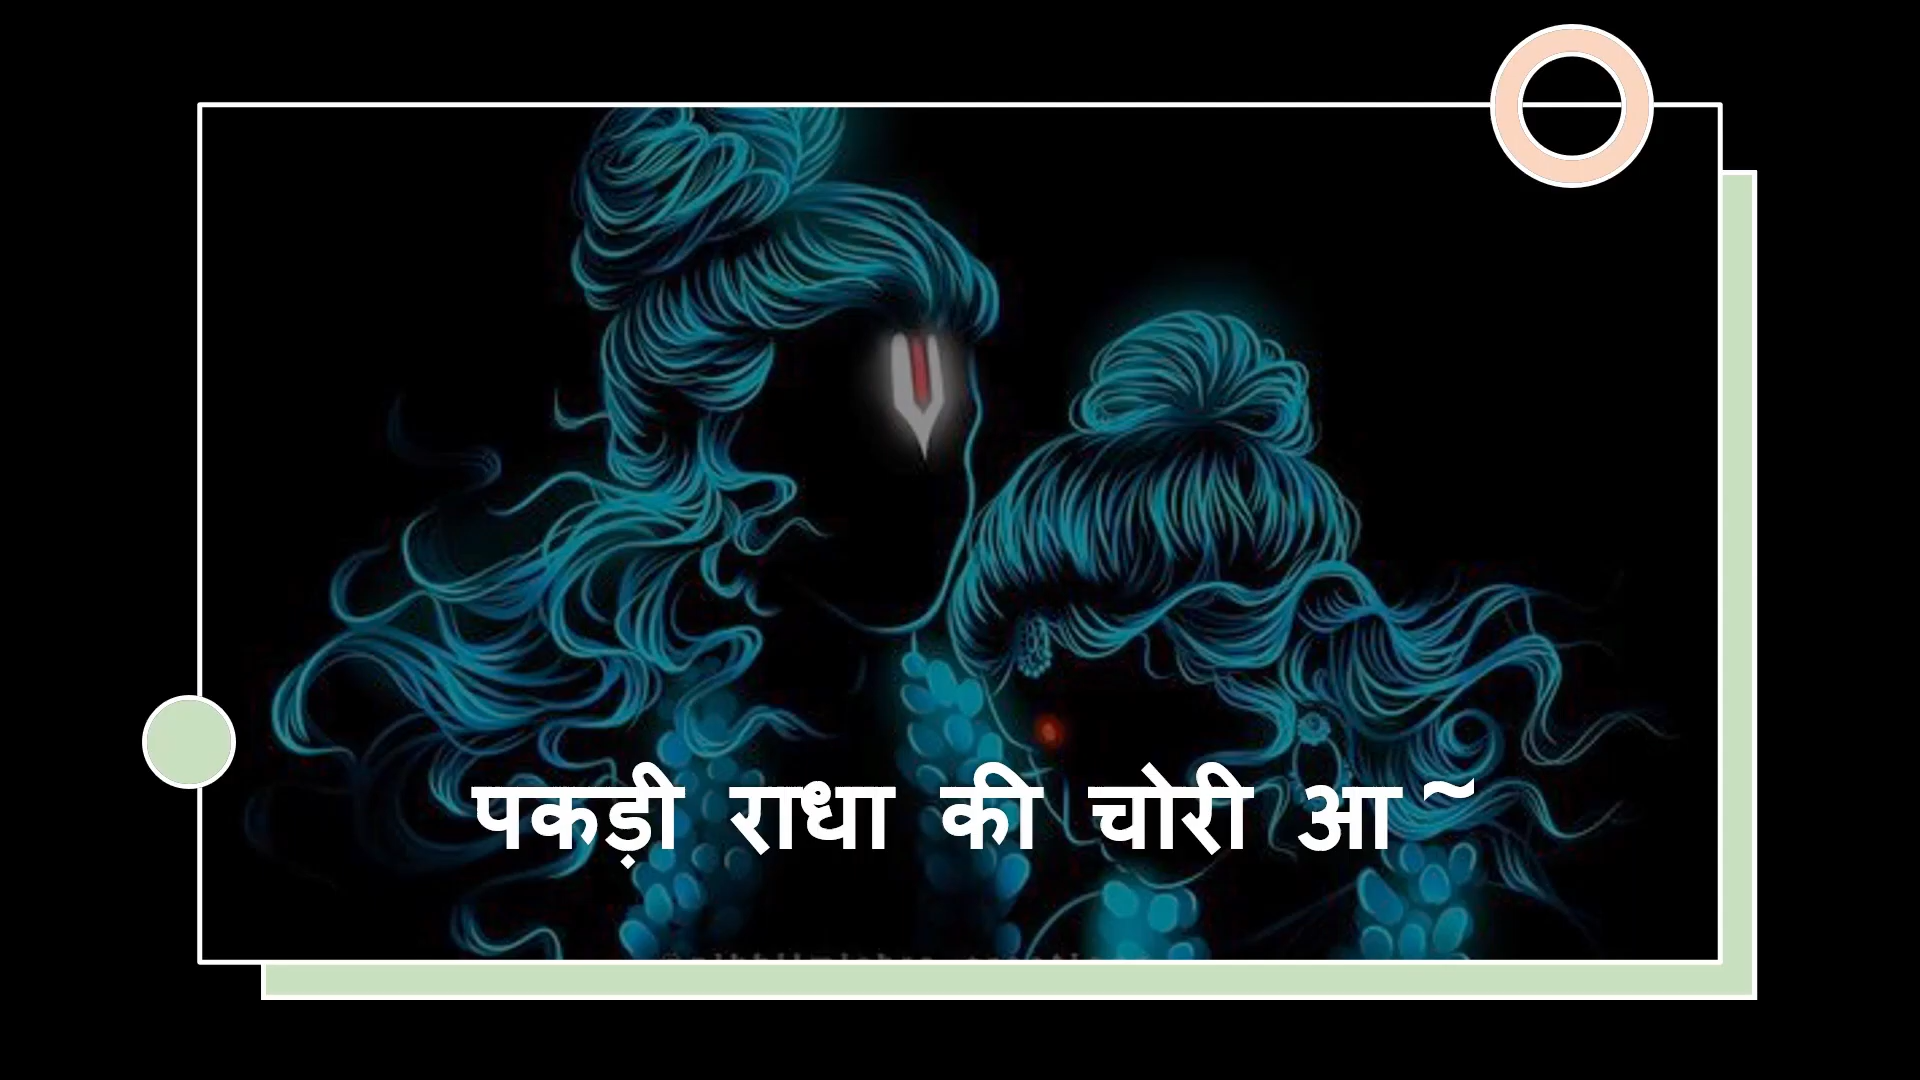 पकड़ी राधा की चोरी आ ~